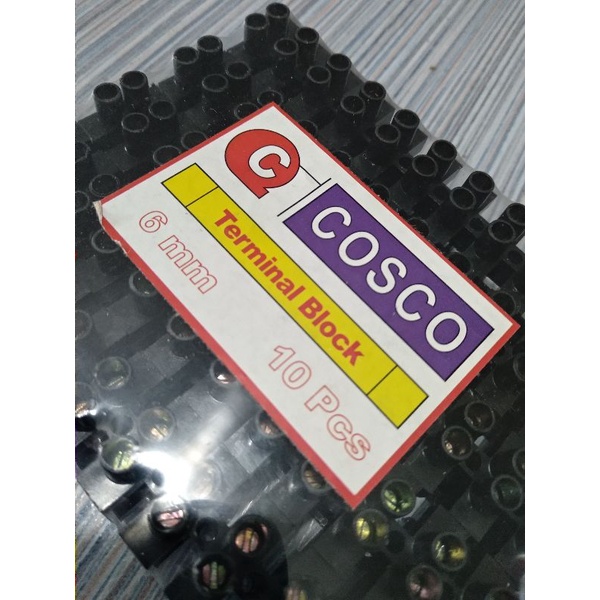 C
COSCO
Terminal Block
6 mm
10 Pcs